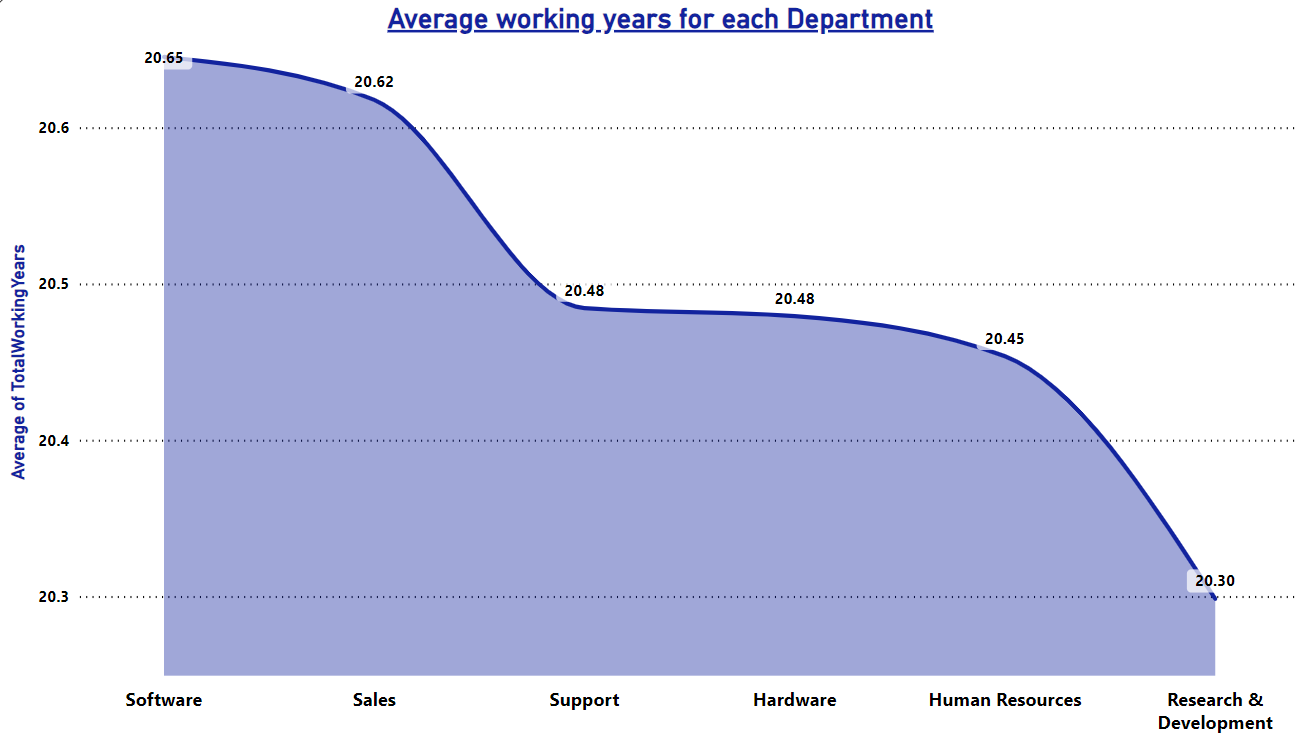 Average working years for each Department
20.65
20.62
20.6
20.5
20.48
20.48
20.45
20.4
20.30
20.3
Average of TotalWorkingYears
Software
Sales
Support
Hardware
Human Resources
Research &
Development